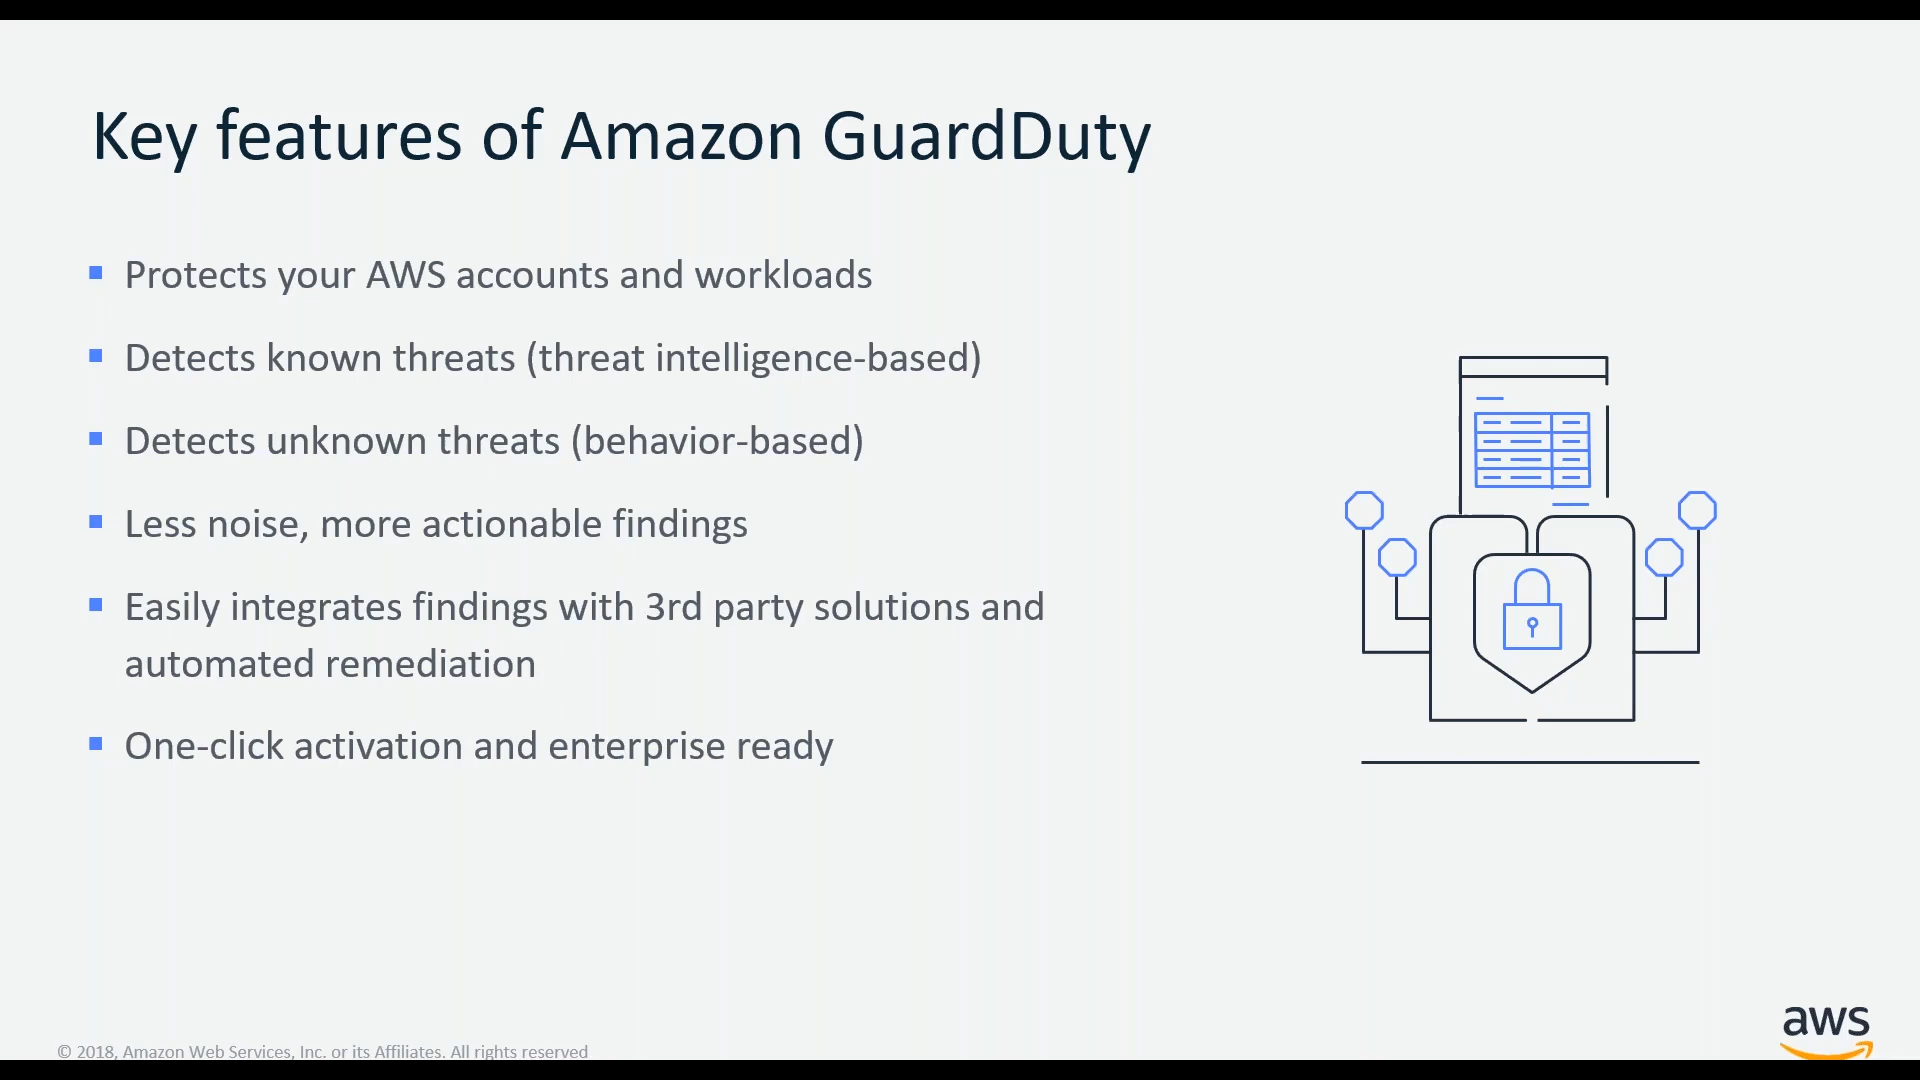 Key features of Amazon GuardDuty
Protects your AWS accounts and workloads
Detects known threats (threat intelligence-based)
Detects unknown threats (behavior-based)
Less noise, more actionable findings
Easily integrates findings with 3rd party solutions and
automated remediation
One-click activation and enterprise ready
© 2018, Amazon Web Services, Inc. or its Affiliates. All rights reserved
aws